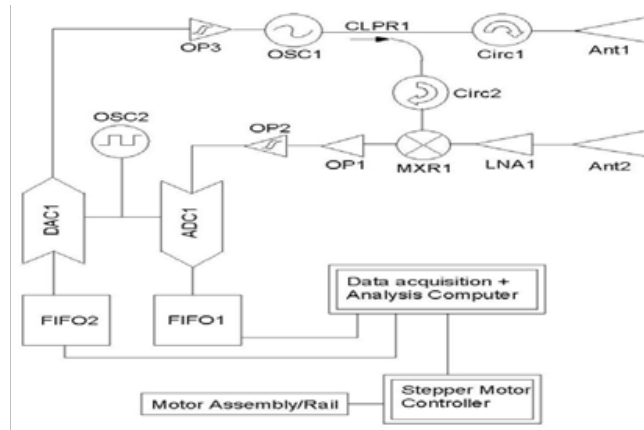 OP3
OSC1
CLPR1
Circ1
Ant1
Circ2
OSC2
OP2
OP1
MXR1
LNA1
Ant2
DAC1
ADC1
FIFO2
FIFO1
Data acquisition +
Analysis Computer
Motor Assembly/Rail
Stepper Motor
Controller